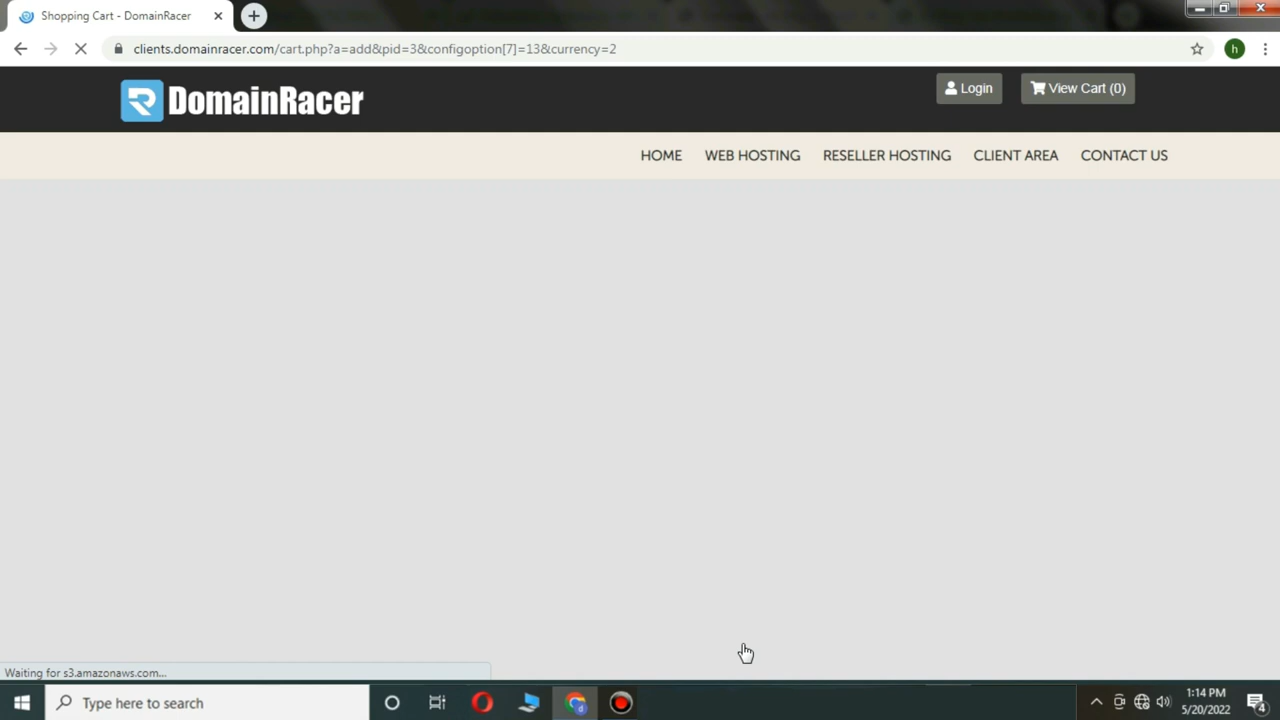 Shopping Cart - DomainRacer
clients.domainracer.com/cart.php?a=add&pid=3&configoption[7]=13&currency=2
h
DomainRacer
Login
View Cart (0)
HOME
WEB HOSTING
RESELLER HOSTING
CLIENT AREA
CONTACT US
Waiting for s3.amazonaws.com...
Type here to search
1:14 PM
5/20/2022
4